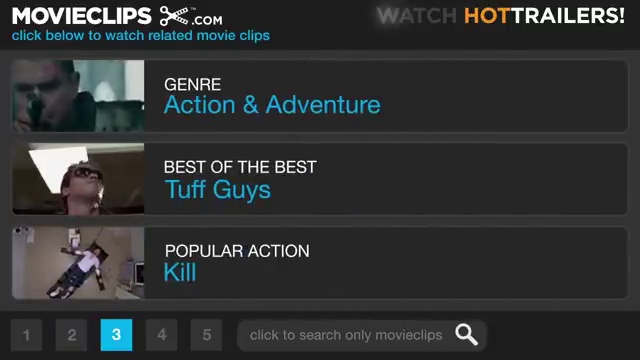 MOVIECLIPS .COM
WATCH HOTTRAILERS!
click below to watch related movie clips
GENRE
Action & Adventure
BEST OF THE BEST
Tuff Guys
POPULAR ACTION
Kill
1 2 3 4 5 click to search only movieclips